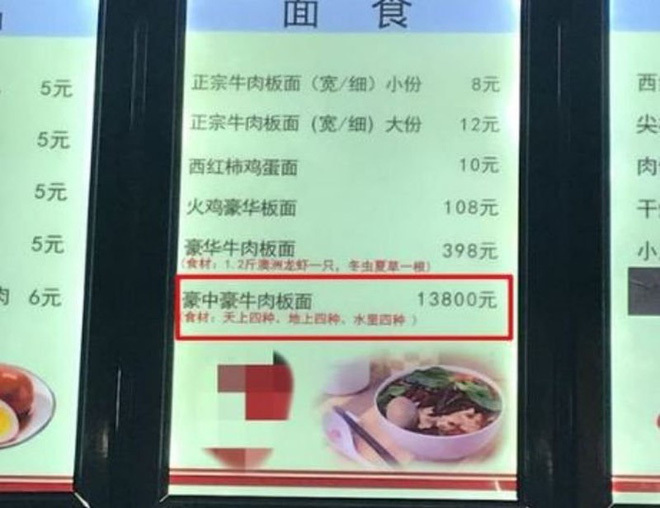 5元
5元
5元
5元
肉 6元
面 食
正宗牛肉板面（宽/细）小份 8元
正宗牛肉板面（宽/细）大份 12元
西红柿鸡蛋面 10元
火鸡豪华板面 108元
豪华牛肉板面 398元
（食材：1.2斤澳洲龙虾一只，冬虫夏草一根）
豪中豪牛肉板面 13800元
（食材：天上四种、地上四种、水里四种 ）
西
尖
肉
干
小